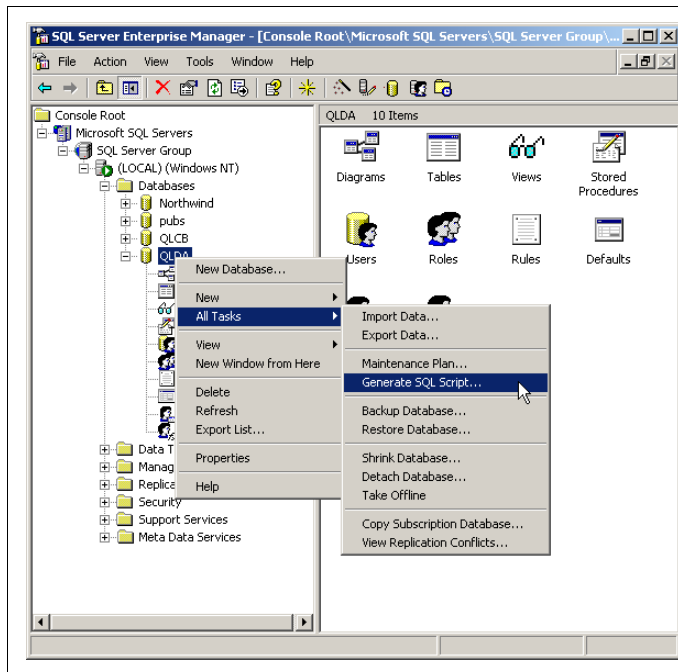 SQL Server Enterprise Manager - [Console Root\Microsoft SQL Servers\SQL Server Group\...
File Action View Tools Window Help
Console Root
Microsoft SQL Servers
SQL Server Group
(LOCAL) (Windows NT)
Databases
Northwind
pubs
QLCB
QLDA
Data T
Manag
Replica
Security
Support Services
Meta Data Services
QLDA 10 Items
Diagrams
Tables
Views
Stored
Procedures
Users
Roles
Rules
Defaults
New Database...
New
All Tasks
View
New Window from Here
Delete
Refresh
Export List...
Properties
Help
Import Data...
Export Data...
Maintenance Plan...
Generate SQL Script...
Backup Database...
Restore Database...
Shrink Database...
Detach Database...
Take Offline
Copy Subscription Database...
View Replication Conflicts...